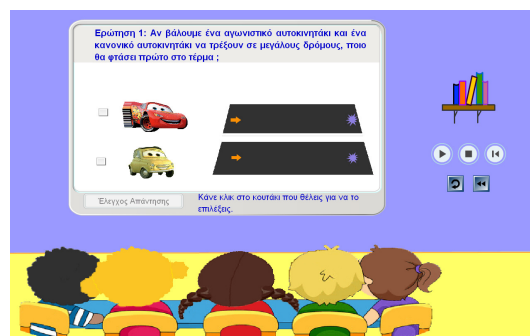 Ερώτηση 1: Αν βάλουμε ένα αγωνιστικό αυτοκινητάκι και ένα
κανονικό αυτοκινητάκι να τρέξουν σε μεγάλους δρόμους, ποιο
θα φτάσει πρώτο στο τέρμα ;
Έλεγχος Απάντησης
Κάνε κλικ στο κουτάκι που θέλεις για να το
επιλέξεις.